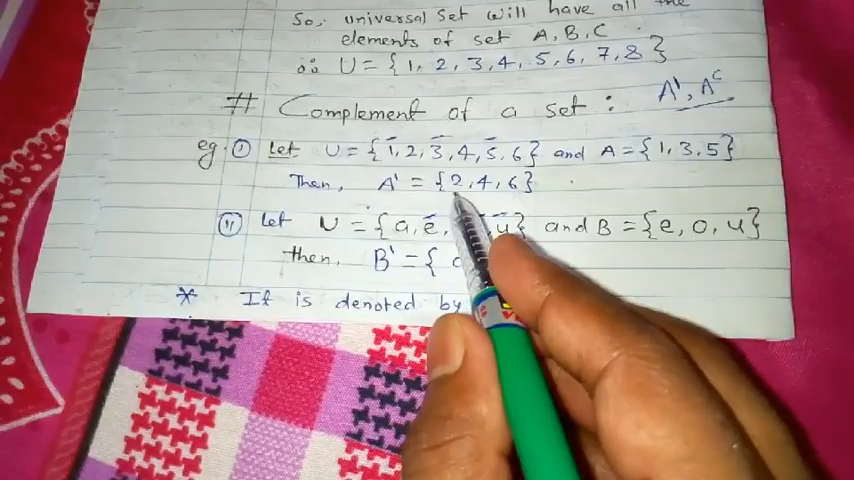 So, universal set will have all the
elements of set A, B, C
∴ U = {1, 2, 3, 4, 5, 6, 7, 8}
# Complement of a set : A', Aᶜ
eg. (i) Let U = {1, 2, 3, 4, 5, 6} and A = {1, 3, 5}
Then, A' = {2, 4, 6}
(ii) Let U = {a, e, u} and B = {e, o, u}
then, B' = {
* If is denoted by